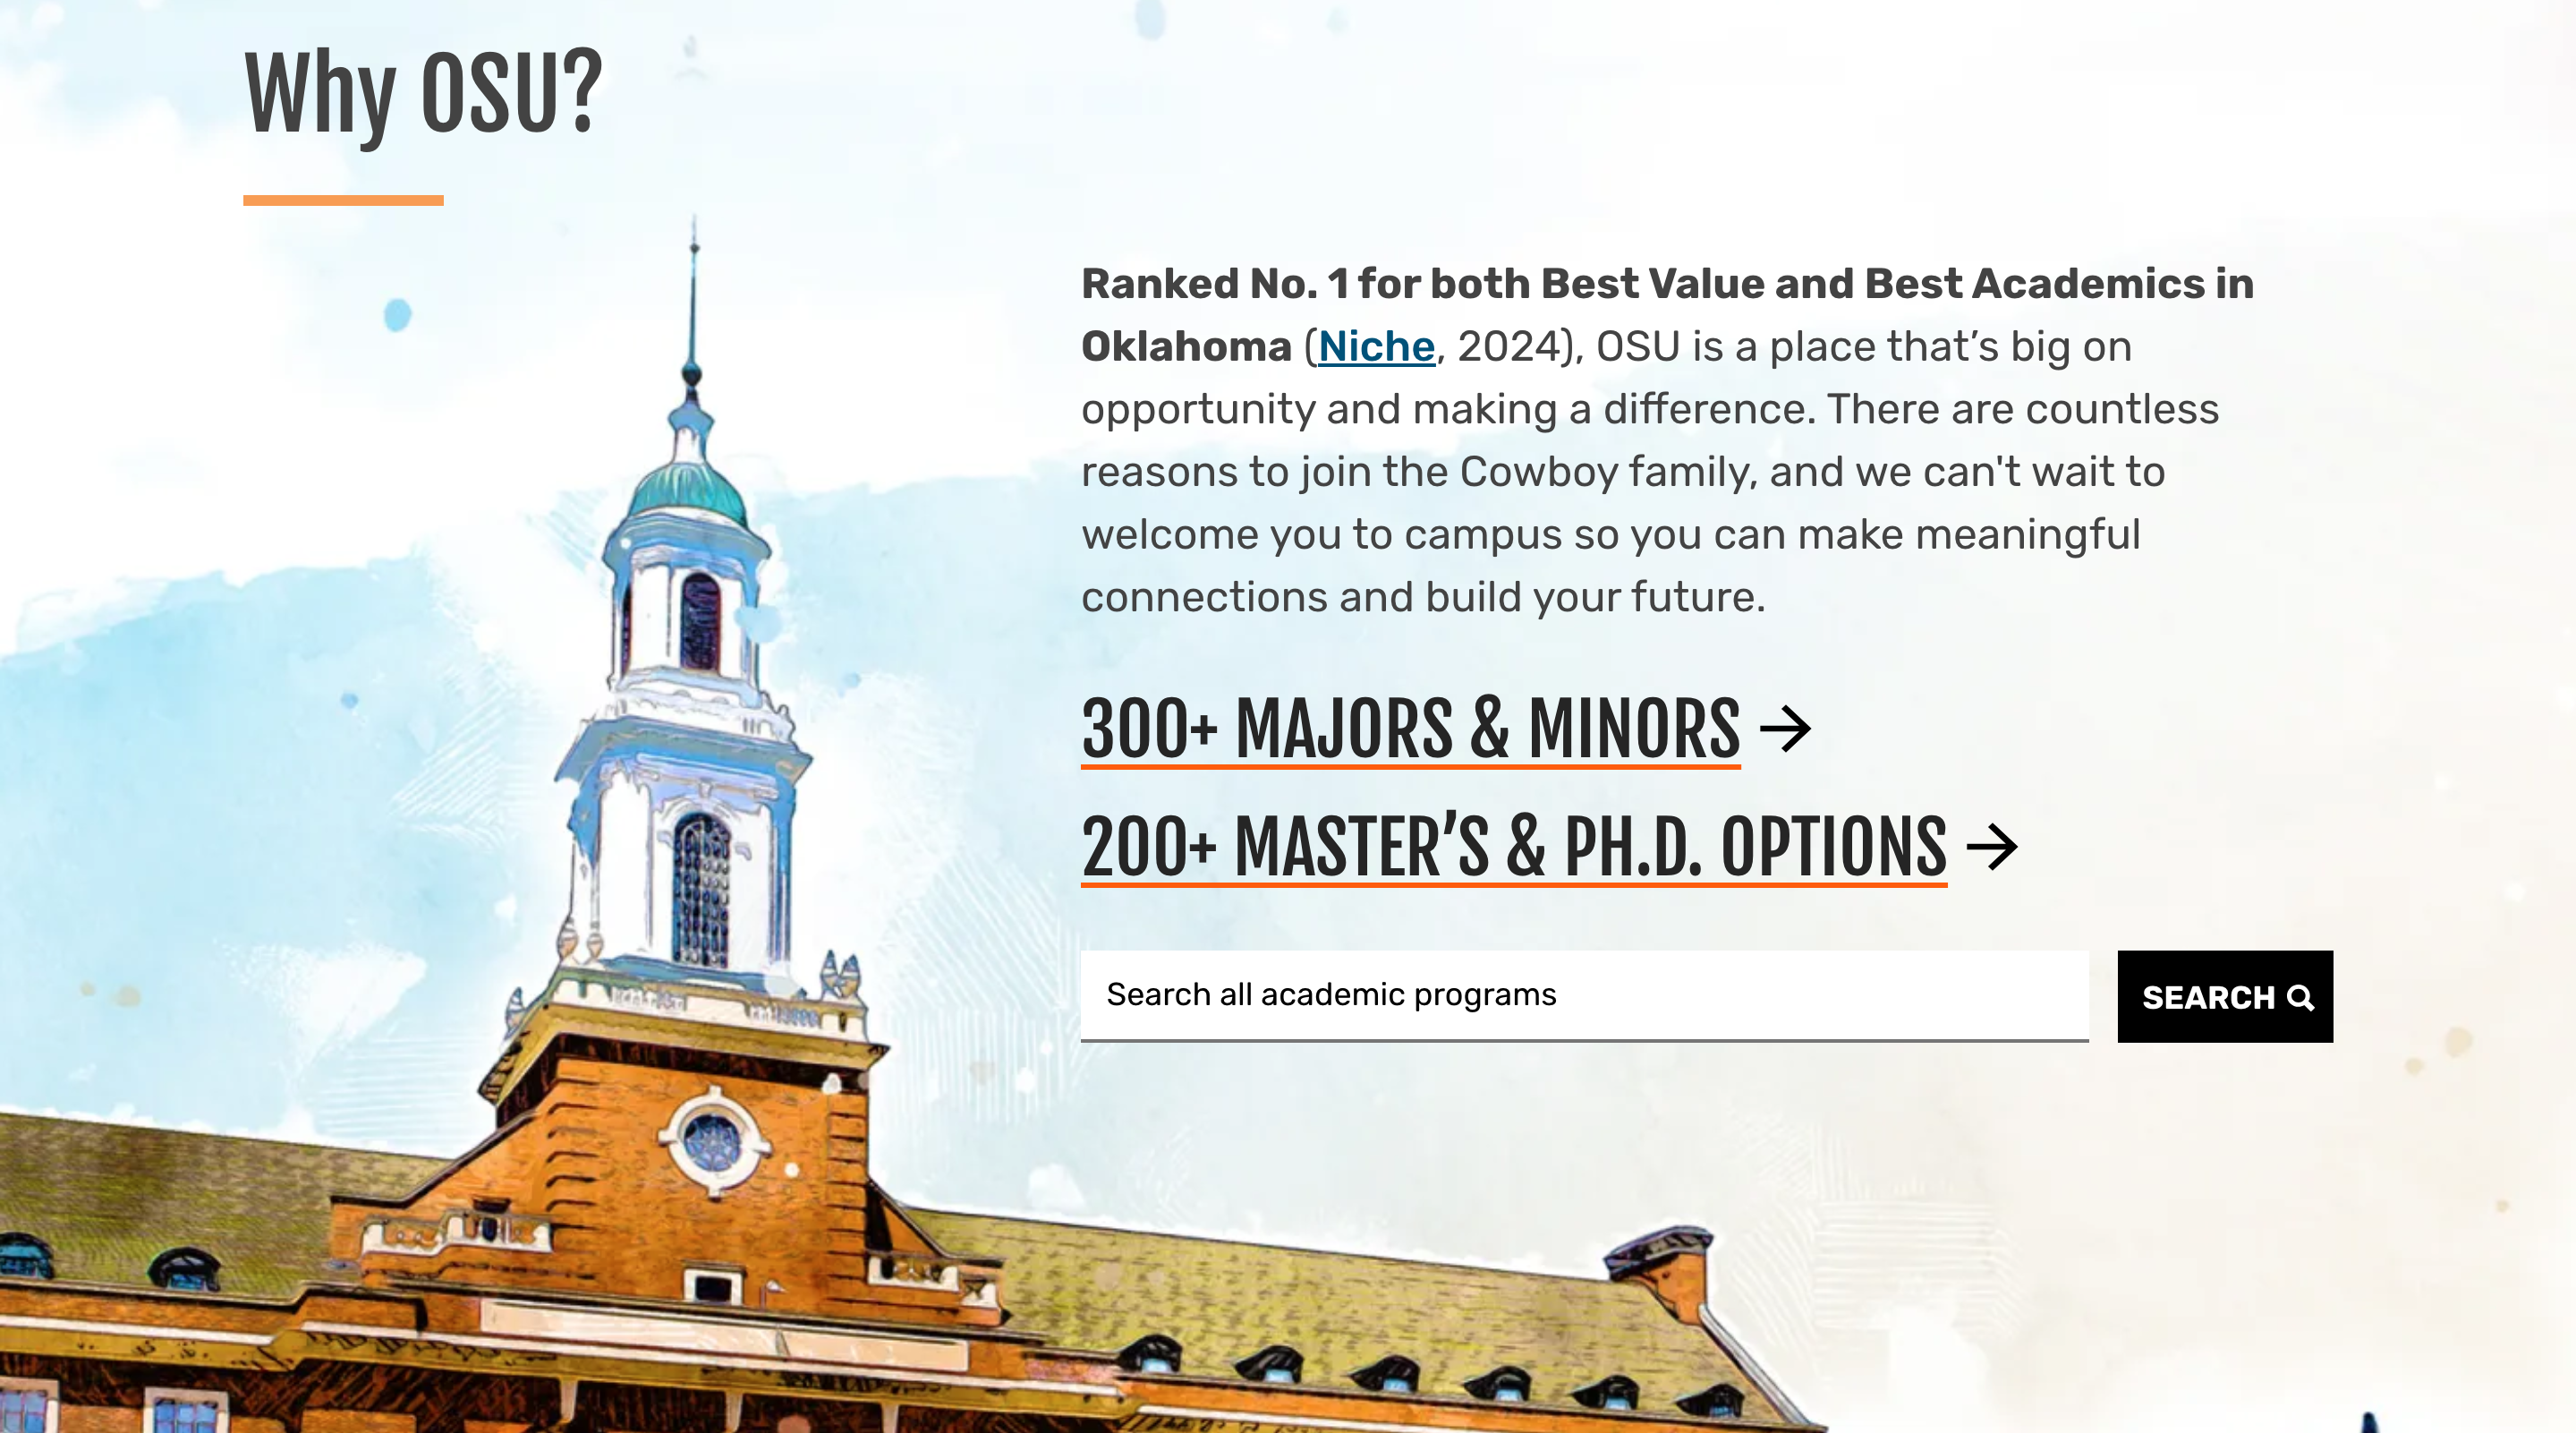 Why OSU?
Ranked No. 1 for both Best Value and Best Academics in
Oklahoma (Niche, 2024), OSU is a place that’s big on
opportunity and making a difference. There are countless
reasons to join the Cowboy family, and we can't wait to
welcome you to campus so you can make meaningful
connections and build your future.
300+ MAJORS & MINORS →
200+ MASTER’S & PH.D. OPTIONS →
Search all academic programs
SEARCH